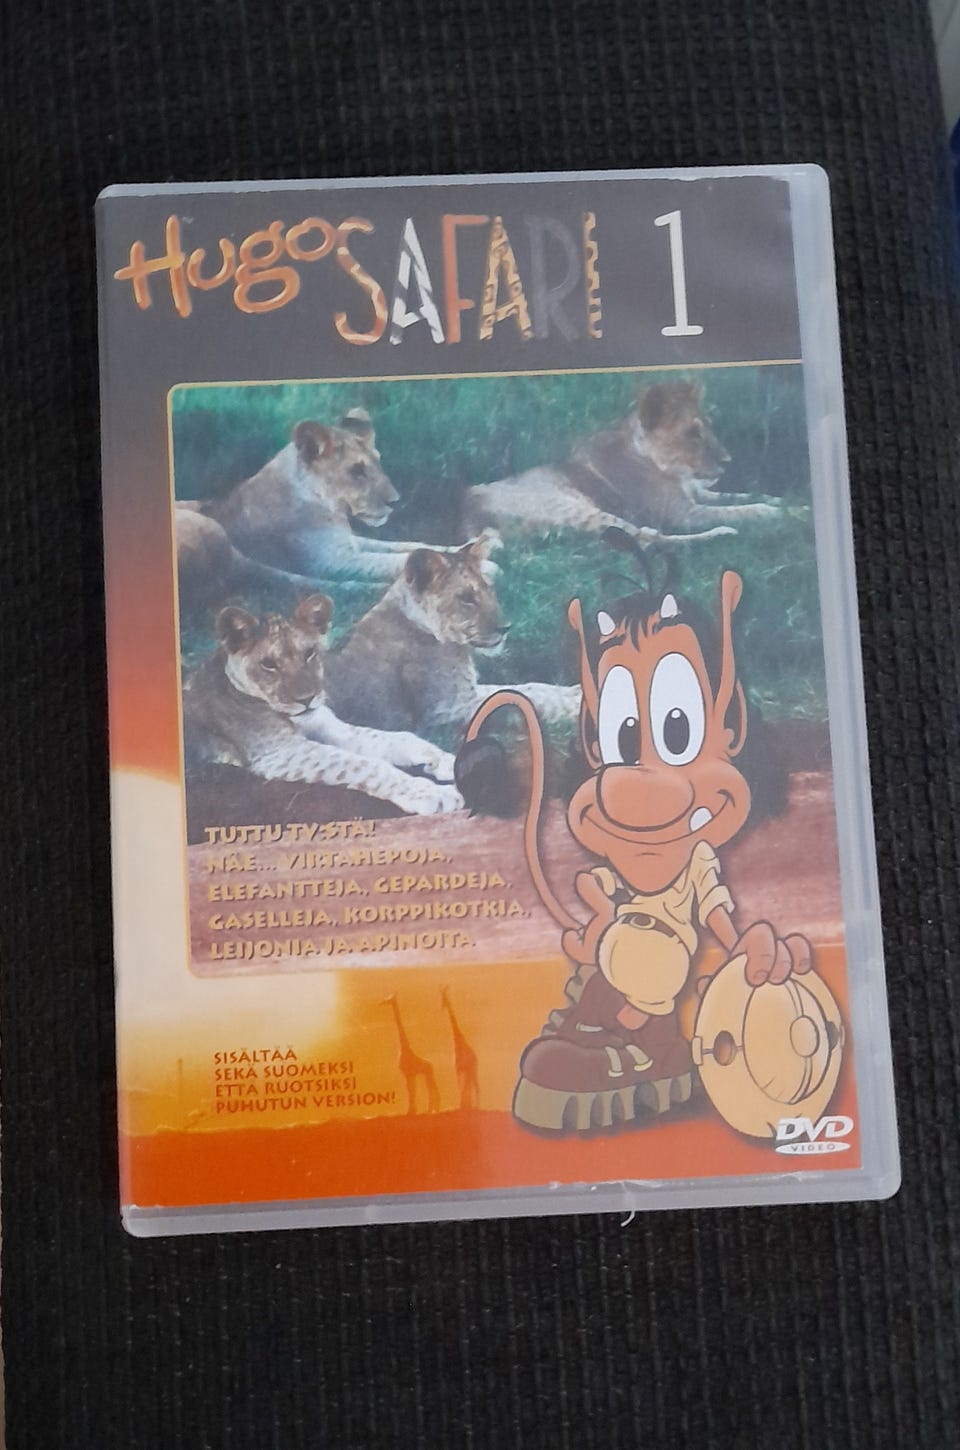 Hugo SAFARI 1
TUTTU TV:STÄ!
NÄE... VIRTAHEPOJA,
ELEFANTTEJA, GEPARDEJA,
GASELLEJA, KORPPIKOTKIA,
LEIJONIA JA APINOITA
SISÄLTÄÄ
SEKÄ SUOMEKSI
ETTÄ RUOTSIKSI
PUHUTUN VERSION!
DVD
VIDEO